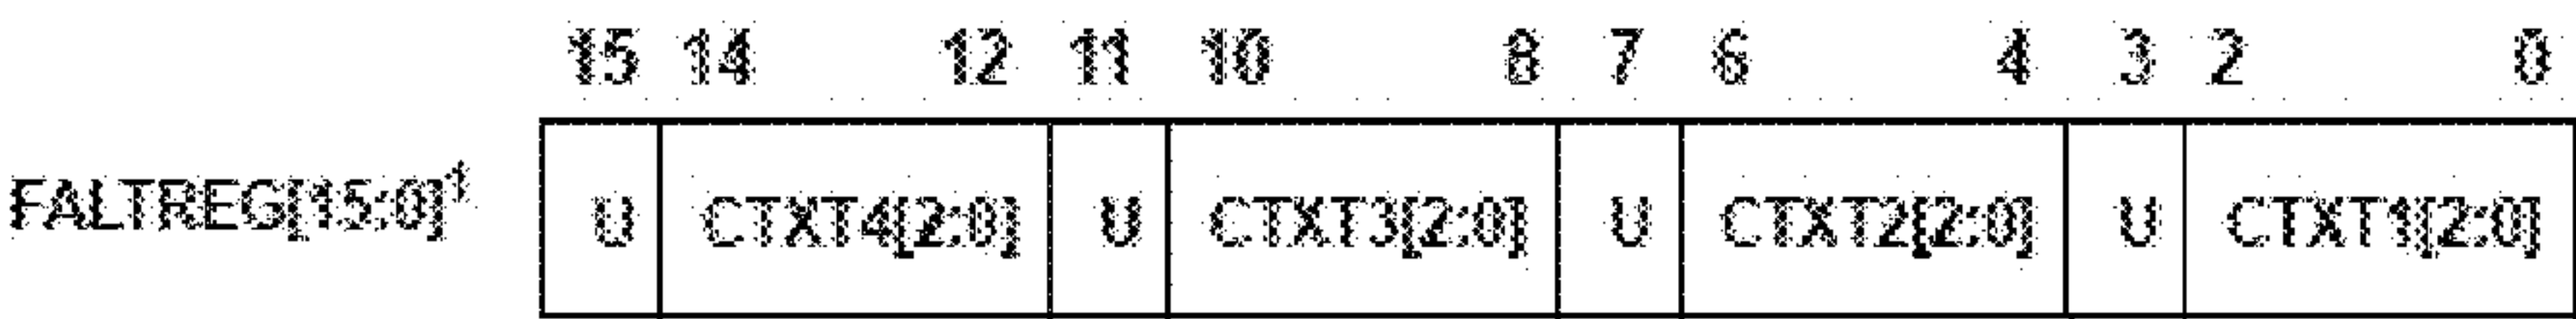 15 14 12 11 10 8 7 6 4 3 2 0
FALTREG[15:0]¹ U CTXT4[2:0] U CTXT3[2:0] U CTXT2[2:0] U CTXT1[2:0]